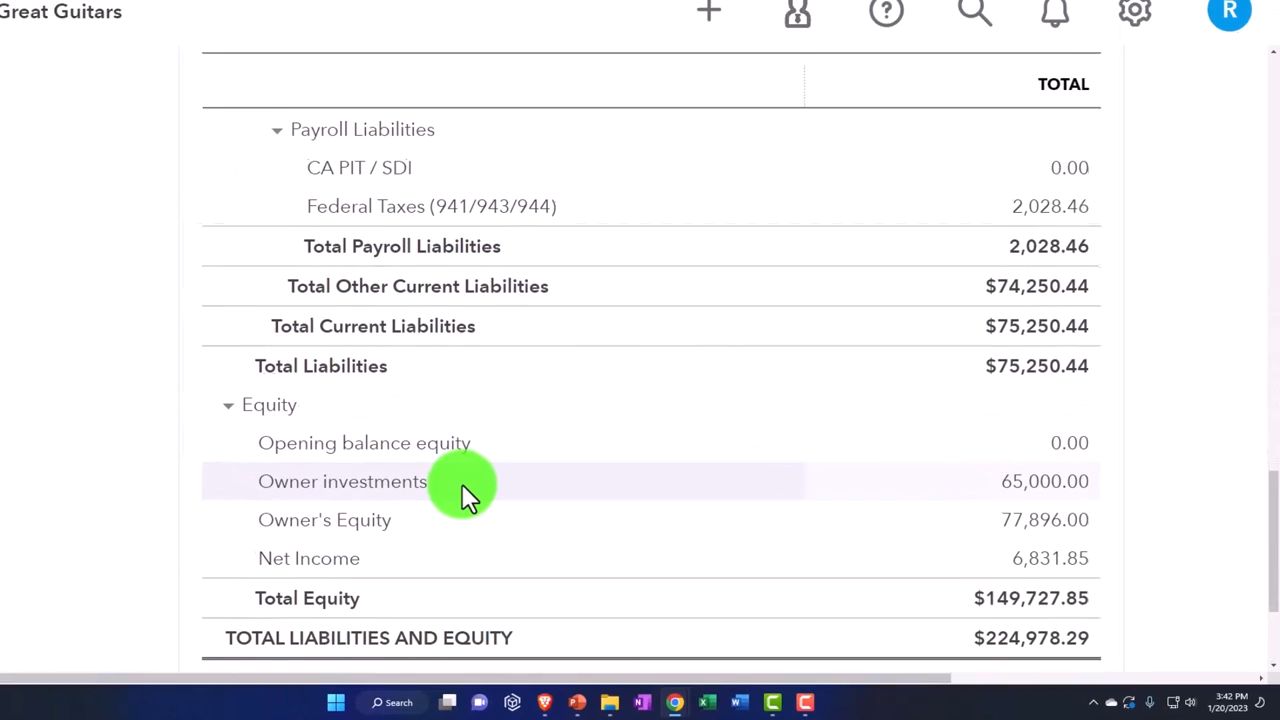 Great Guitars
R
TOTAL
Payroll Liabilities
CA PIT / SDI 0.00
Federal Taxes (941/943/944) 2,028.46
Total Payroll Liabilities 2,028.46
Total Other Current Liabilities $74,250.44
Total Current Liabilities $75,250.44
Total Liabilities $75,250.44
Equity
Opening balance equity 0.00
Owner investments 65,000.00
Owner's Equity 77,896.00
Net Income 6,831.85
Total Equity $149,727.85
TOTAL LIABILITIES AND EQUITY $224,978.29
Search
3:42 PM
1/20/2023